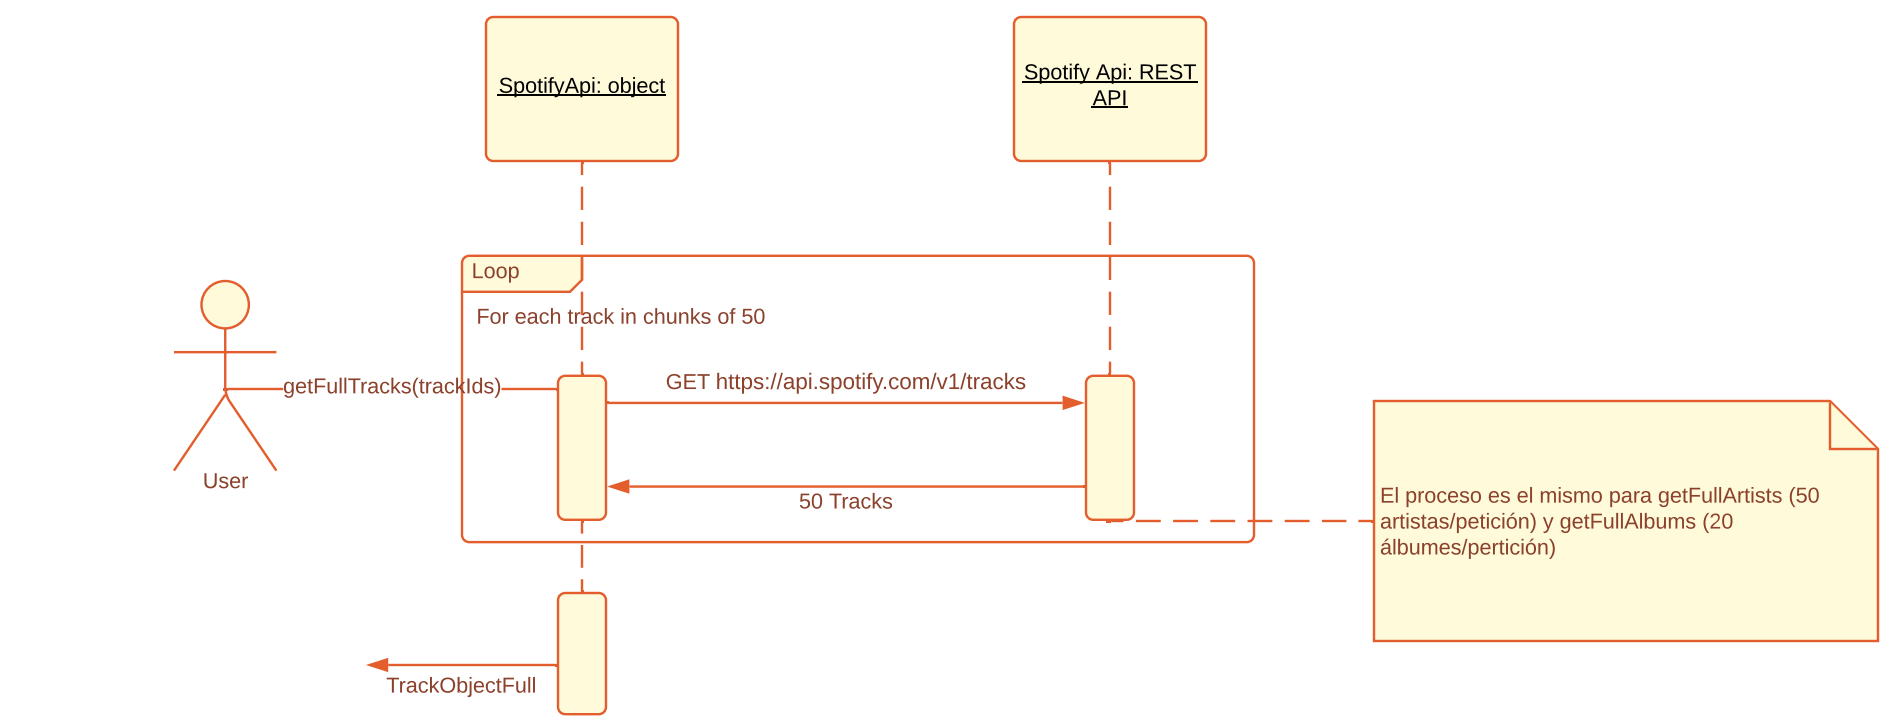 SpotifyApi: object
Spotify Api: REST
API
Loop
For each track in chunks of 50
getFullTracks(trackIds)
GET https://api.spotify.com/v1/tracks
User
50 Tracks
El proceso es el mismo para getFullArtists (50
artistas/petición) y getFullAlbums (20
álbumes/pertición)
TrackObjectFull